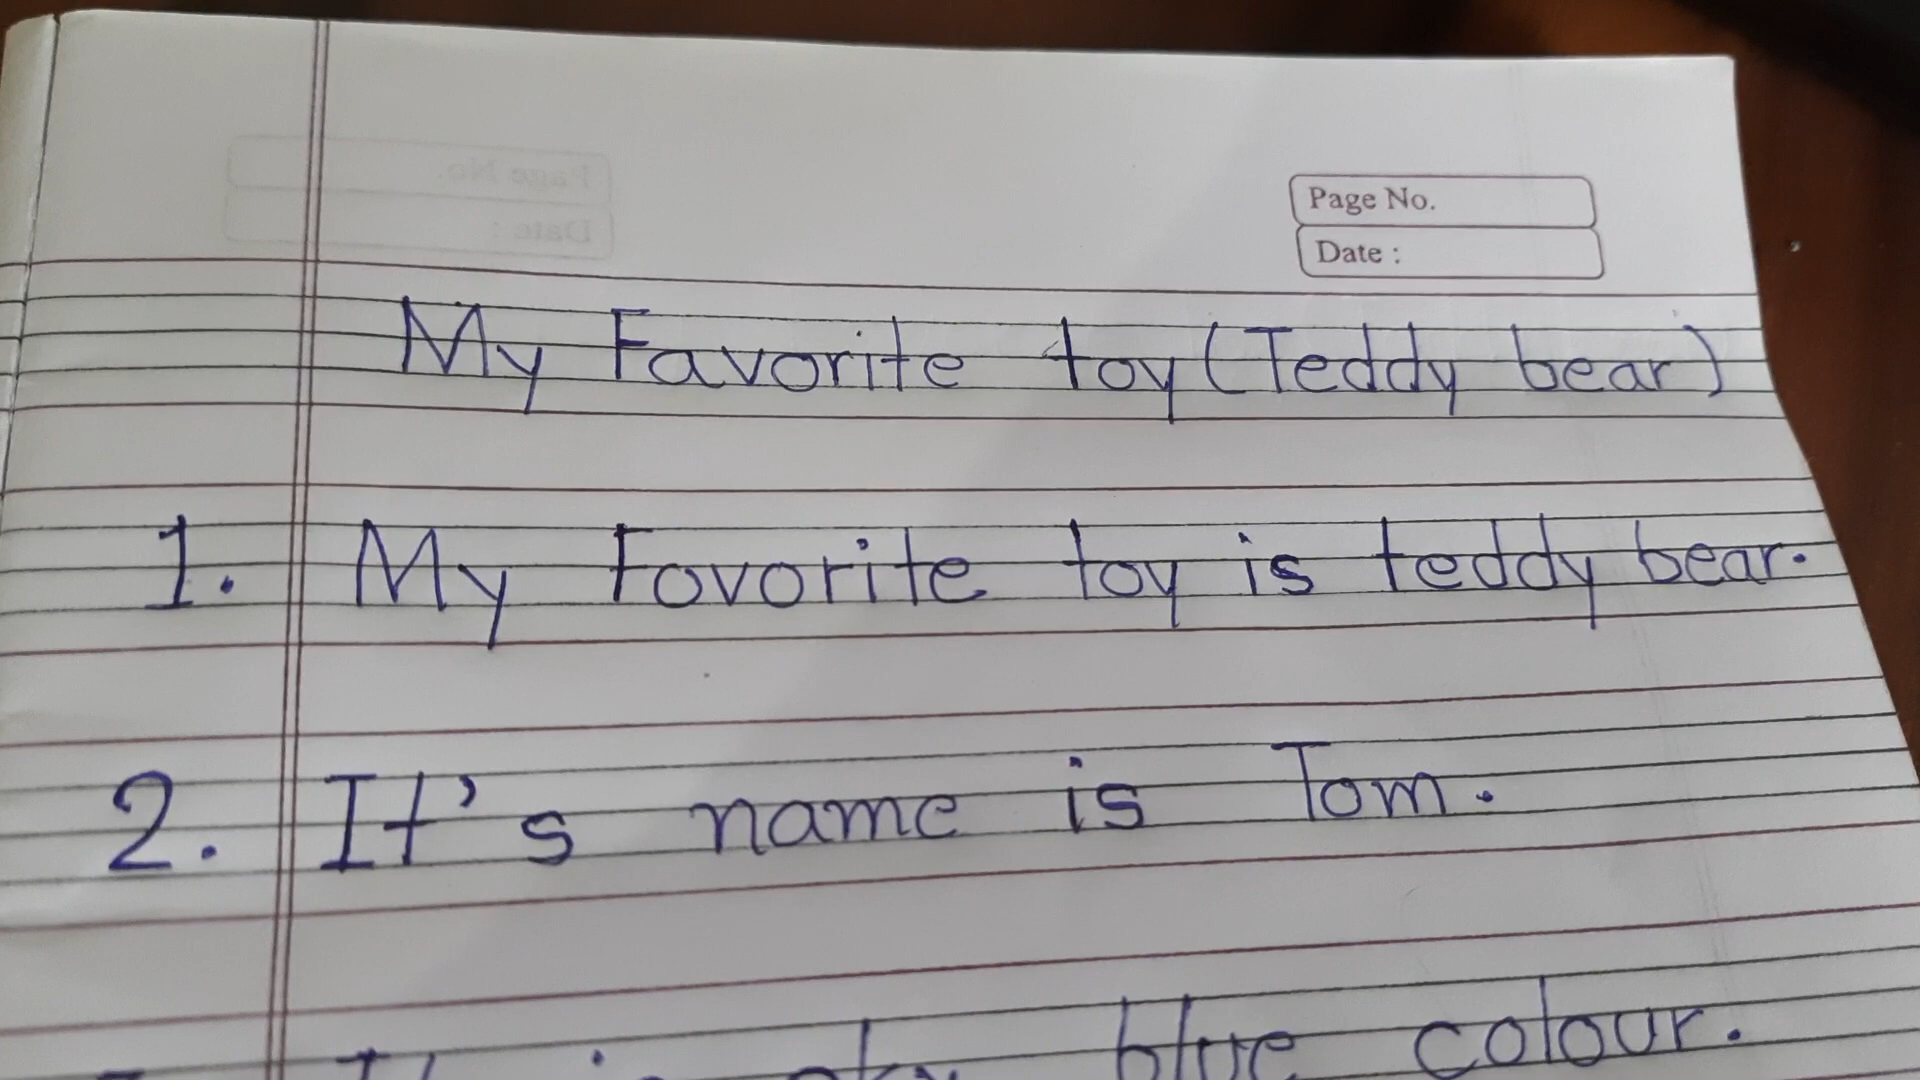 Page No.
Date :
My Favorite toy (Teddy bear)
1. My Fovorite toy is teddy bear.
2. It's name is Tom.
blue colour.